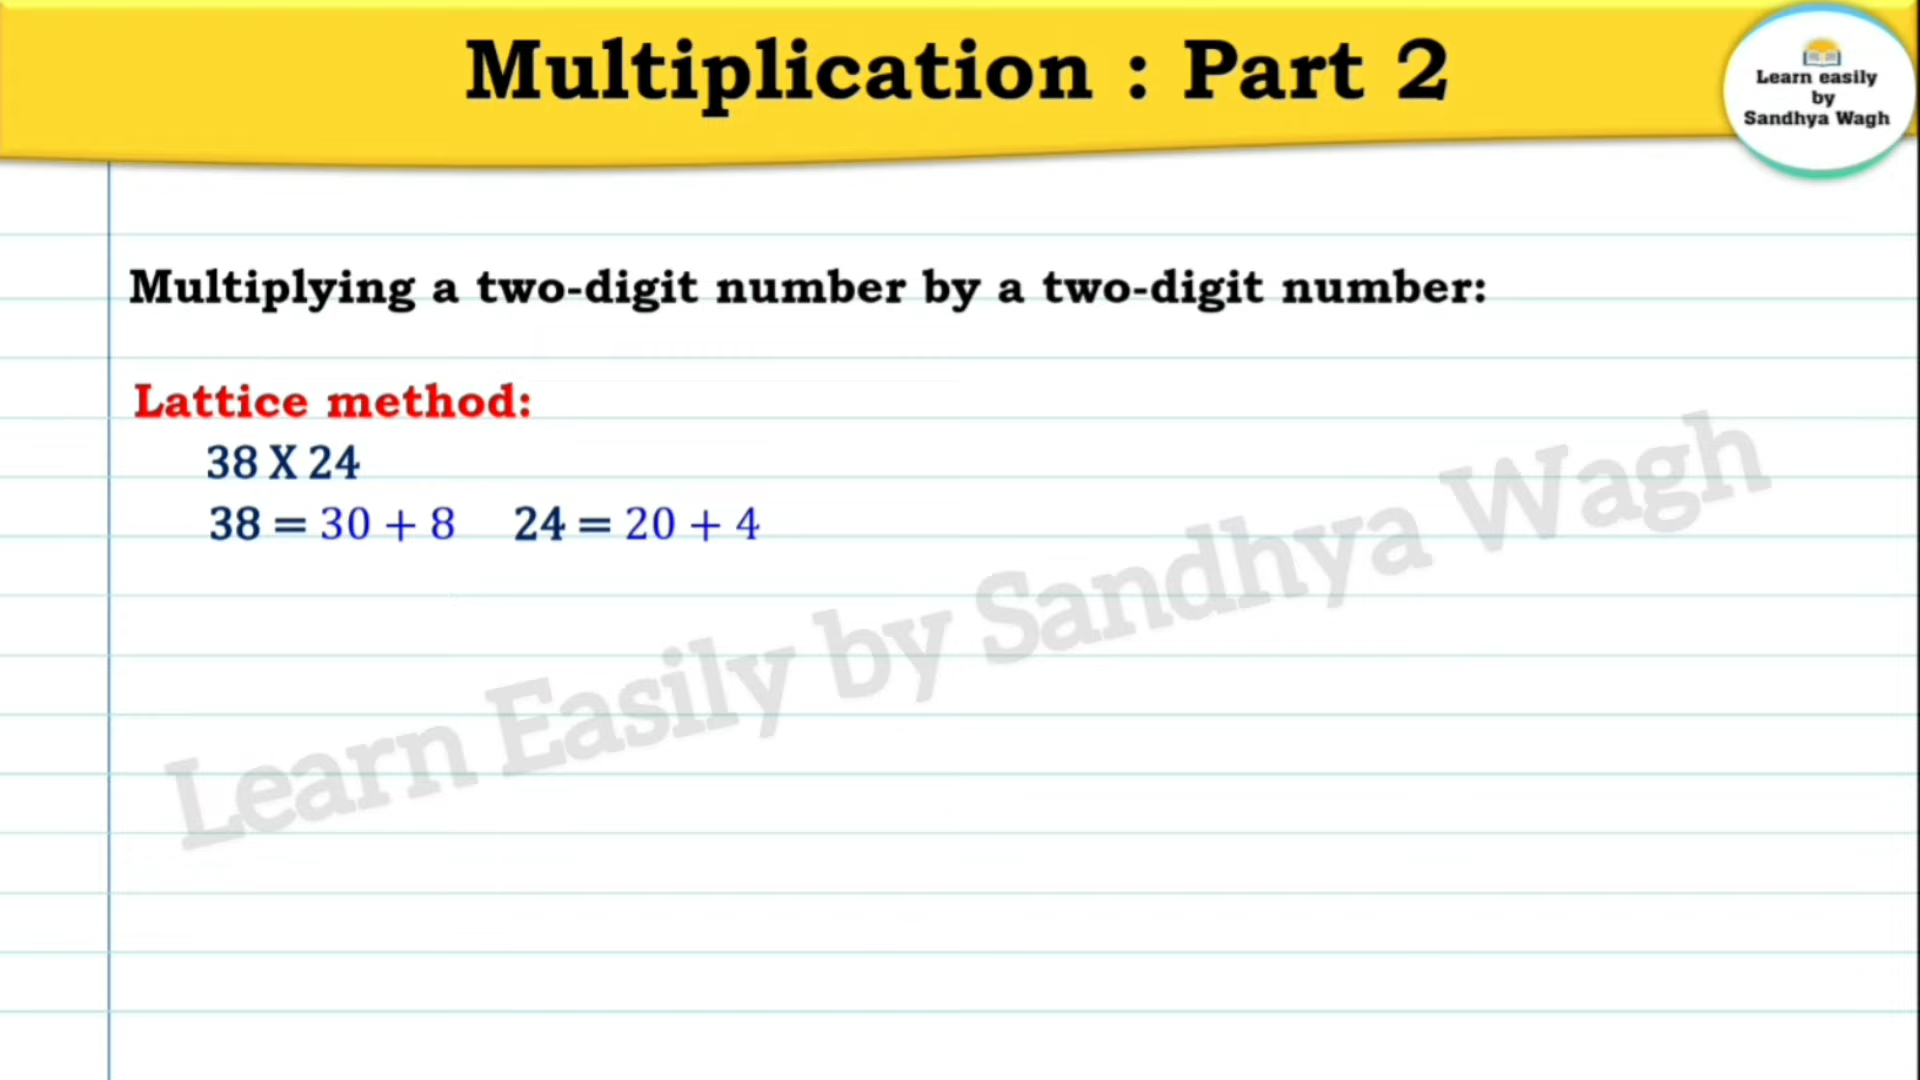 Multiplication : Part 2
Learn easily
by
Sandhya Wagh
Multiplying a two-digit number by a two-digit number:
Lattice method:
38 X 24
38 = 30 + 8 24 = 20 + 4
Learn Easily by Sandhya Wagh